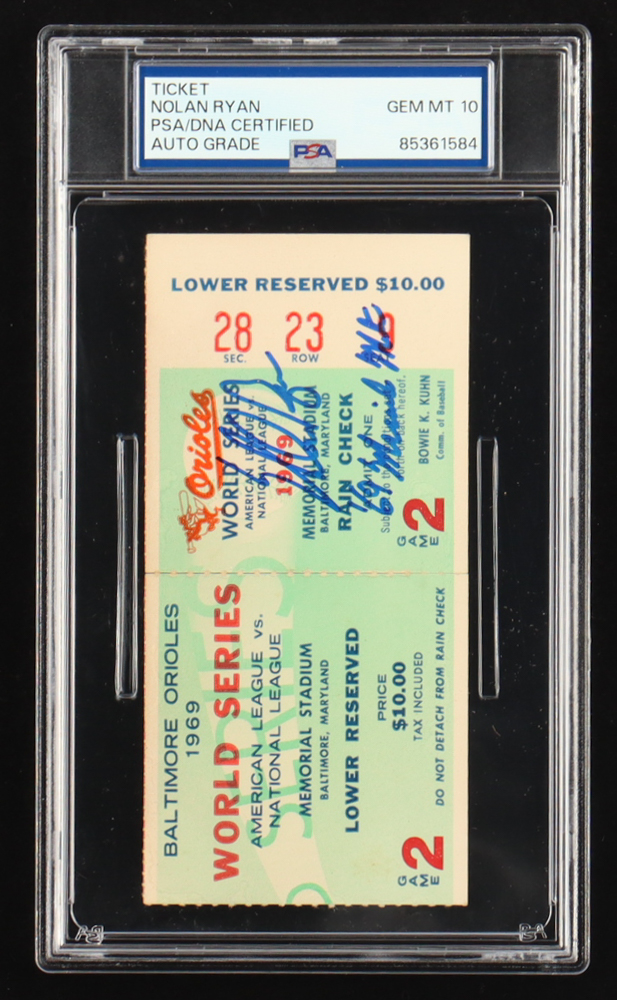 TICKET
NOLAN RYAN GEM MT 10
PSA/DNA CERTIFIED
AUTO GRADE PSA 85361584
LOWER RESERVED $10.00
28 23 9
SEC. ROW
Orioles
WORLD SERIES
AMERICAN LEAGUE V.
NATIONAL LEAGUE
1969
MEMORIAL STADIUM
BALTIMORE, MARYLAND
RAIN CHECK
ADMIT ONE
BOWIE K. KUHN
Comm. of Baseball
GAME 2
BALTIMORE ORIOLES
1969
WORLD SERIES
AMERICAN LEAGUE VS.
NATIONAL LEAGUE
MEMORIAL STADIUM
BALTIMORE, MARYLAND
LOWER RESERVED
PRICE
$10.00
TAX INCLUDED
DO NOT DETACH FROM RAIN CHECK
GAME 2
SERIES